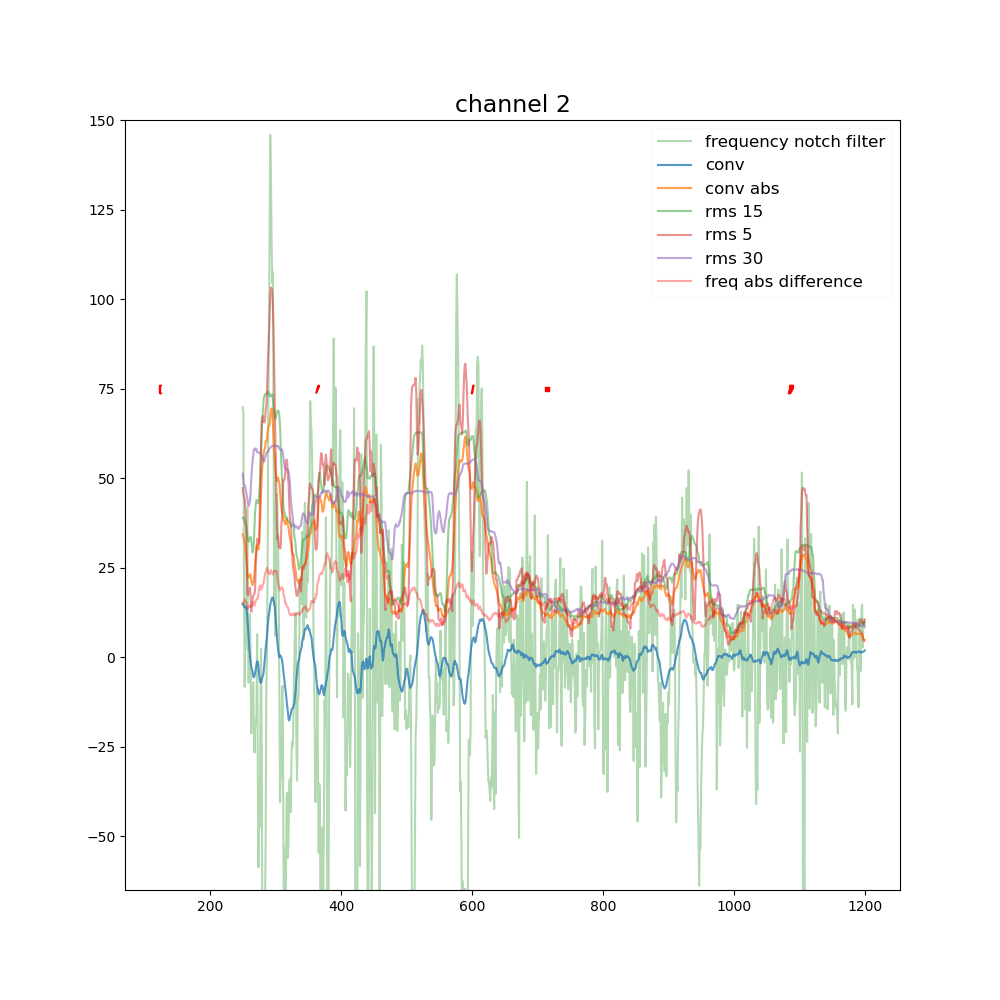 channel 2
150
125
100
75
50
25
0
−25
−50
200 400 600 800 1000 1200
frequency notch filter
conv
conv abs
rms 15
rms 5
rms 30
freq abs difference